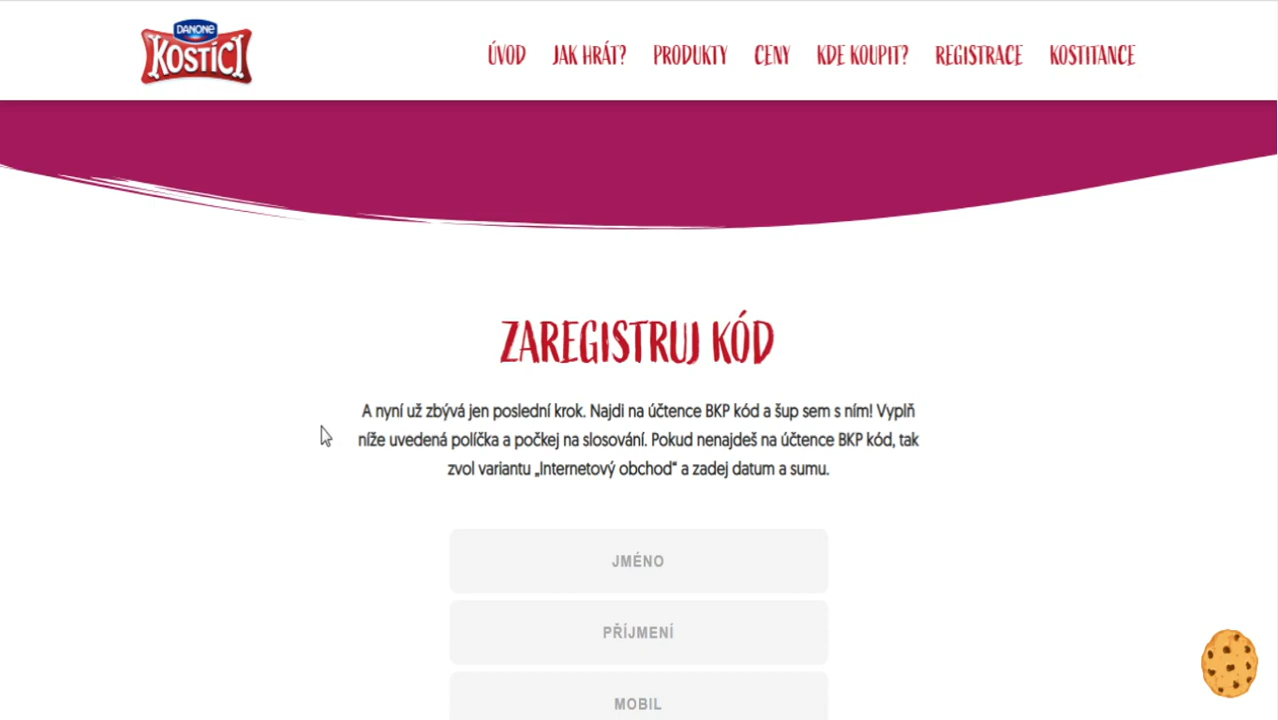 DANONE
KOSTÍCI
ÚVOD JAK HRÁT? PRODUKTY CENY KDE KOUPIT? REGISTRACE KOSTITANCE
ZAREGISTRUJ KÓD
A nyní už zbývá jen poslední krok. Najdi na účtence BKP kód a šup sem s ním! Vyplň
níže uvedená políčka a počkej na slosování. Pokud nenajdeš na účtence BKP kód, tak
zvol variantu „Internetový obchod“ a zadej datum a sumu.
JMÉNO
PŘÍJMENÍ
MOBIL